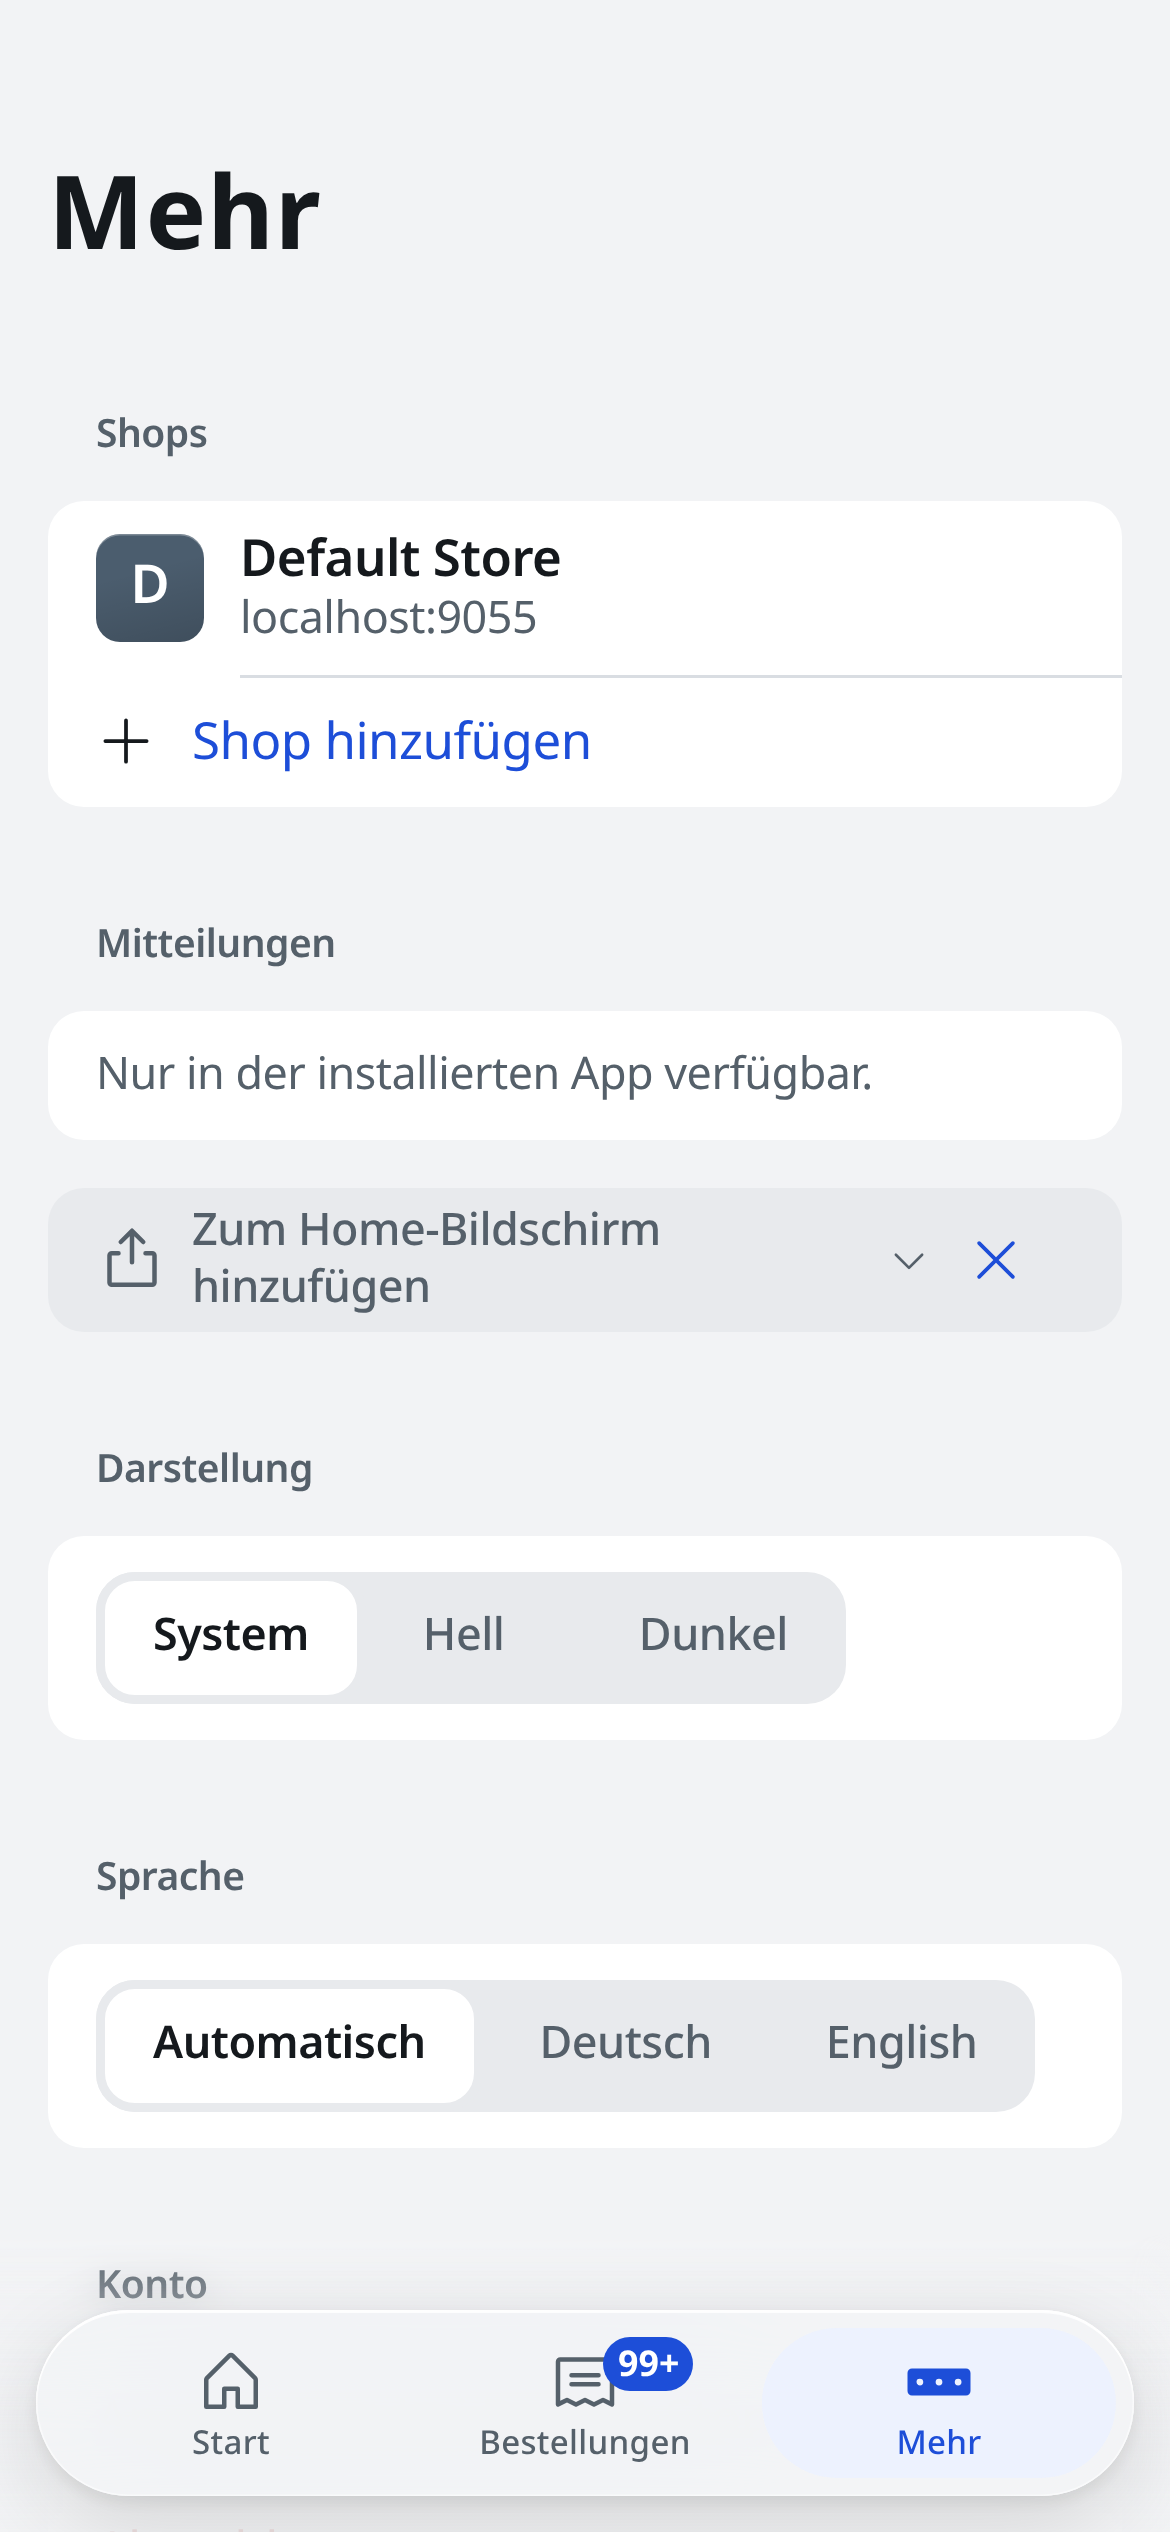 Mehr
Shops
D
Default Store
localhost:9055
Shop hinzufügen
Mitteilungen
Nur in der installierten App verfügbar.
Zum Home-Bildschirm
hinzufügen
Darstellung
System Hell Dunkel
Sprache
Automatisch Deutsch English
Konto
99+
Start Bestellungen Mehr